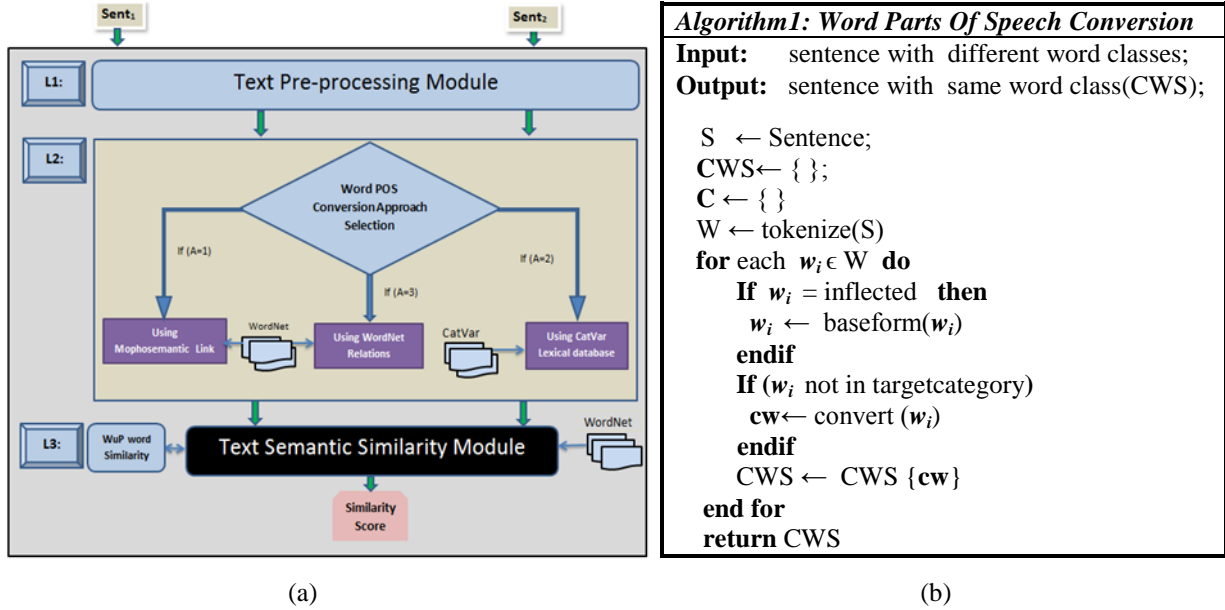 Sent1
Sent2
L1:
Text Pre-processing Module
L2:
Word POS
Conversion Approach
Selection
If (A=1)
If (A=2)
If (A=3)
Using
Mophosemantic Link
WordNet
Using WordNet
Relations
CatVar
Using CatVar
Lexical database
L3:
WuP word
Similarity
Text Semantic Similarity Module
WordNet
Similarity
Score
(a)
Algorithm1: Word Parts Of Speech Conversion
Input: sentence with different word classes;
Output: sentence with same word class(CWS);
S ← Sentence;
CWS← { };
C ← { }
W ← tokenize(S)
for each wi ϵ W do
If wi = inflected then
wi ← baseform(wi)
endif
If (wi not in targetcategory)
cw← convert (wi)
endif
CWS ← CWS {cw}
end for
return CWS
(b)